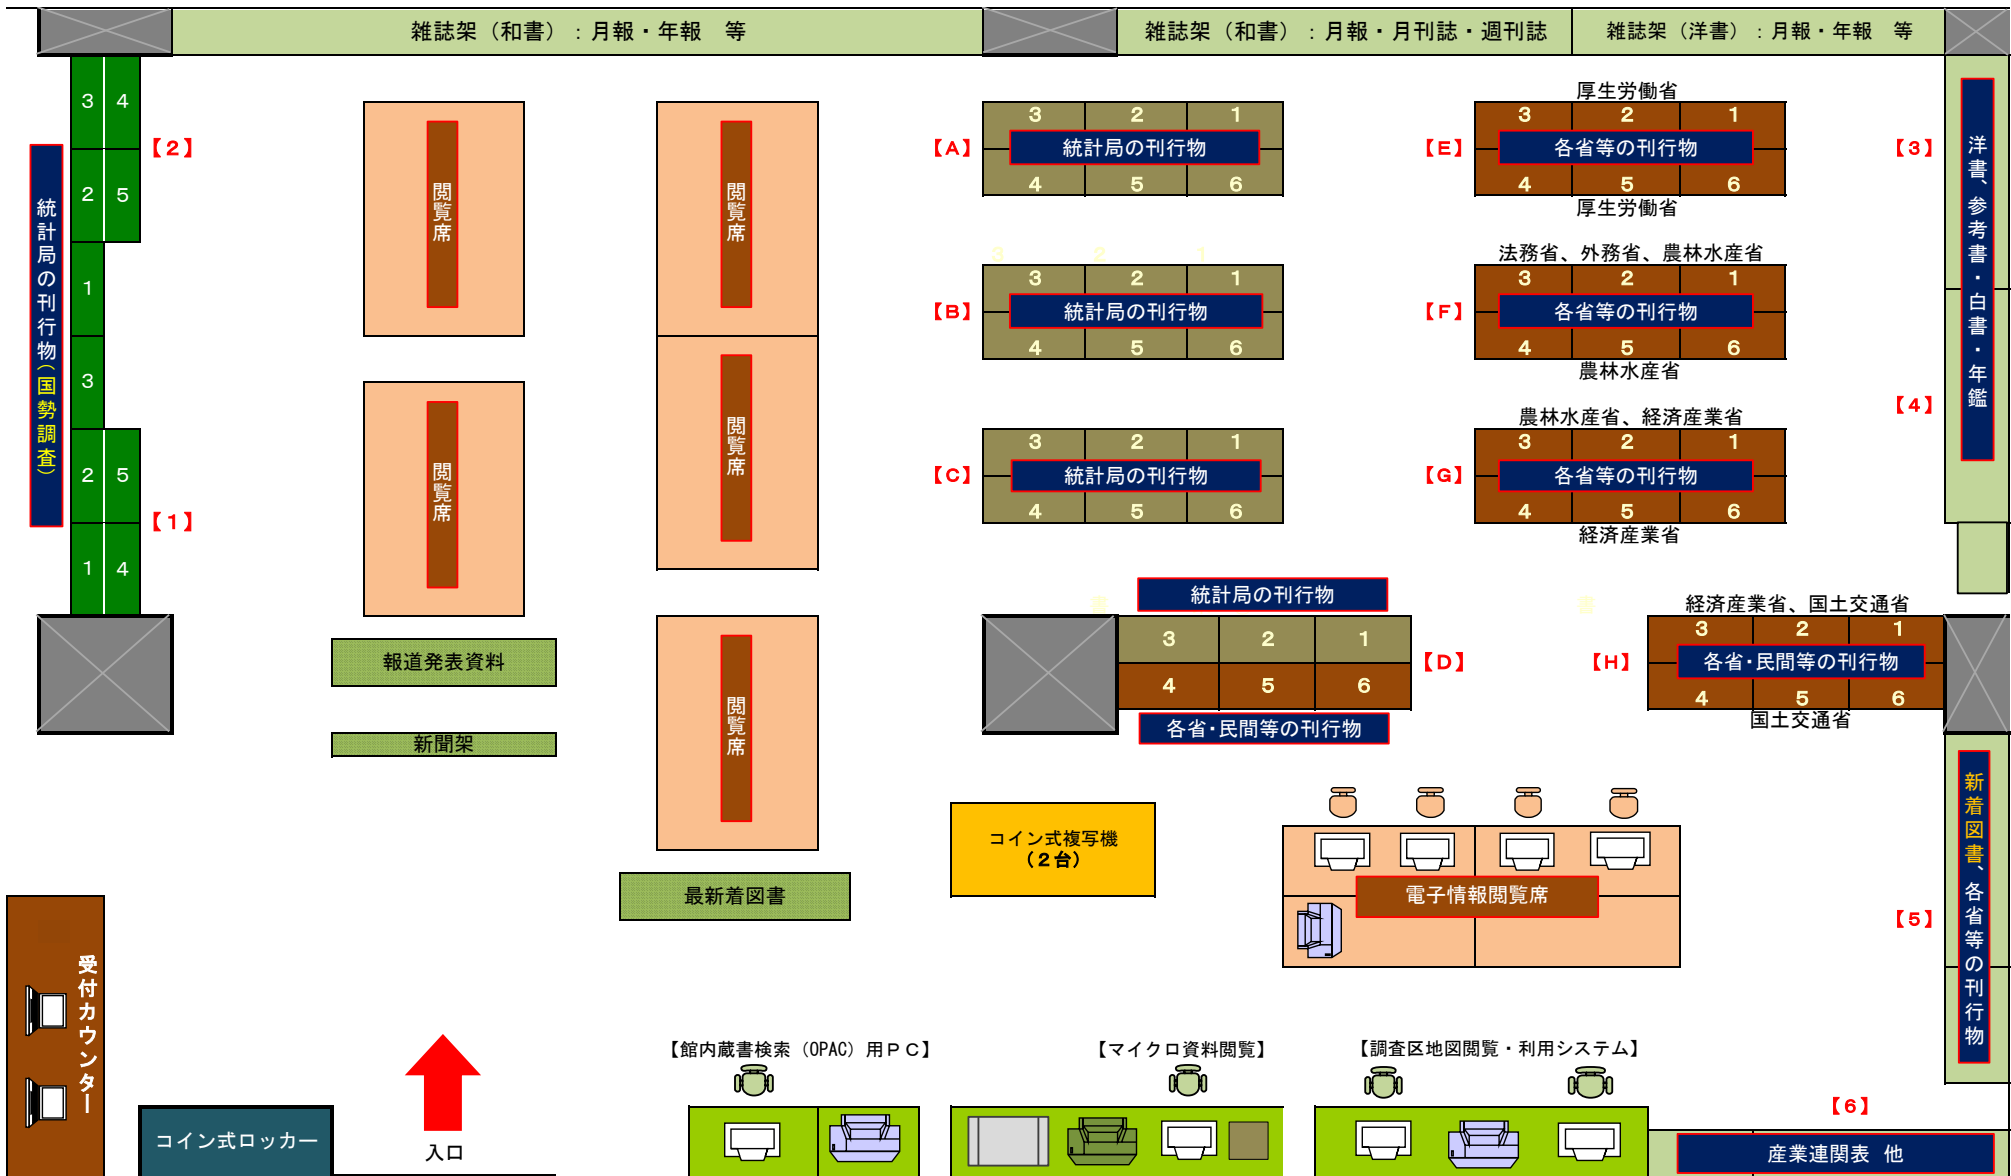 雑誌架（和書）：月報・年報　等
雑誌架（和書）：月報・月刊誌・週刊誌
雑誌架（洋書）：月報・年報　等
3 4
2 5
1
3
2 5
1 4
【2】
【1】
統計局の刊行物（国勢調査）
閲覧席
閲覧席
閲覧席
閲覧席
閲覧席
報道発表資料
新聞架
最新着図書
【A】
3 2 1
統計局の刊行物
4 5 6
3 2 1
【B】
3 2 1
統計局の刊行物
4 5 6
【C】
3 2 1
統計局の刊行物
4 5 6
統計局の刊行物
3 2 1
【D】
4 5 6
各省・民間等の刊行物
厚生労働省
【E】
3 2 1
各省等の刊行物
4 5 6
厚生労働省
法務省、外務省、農林水産省
【F】
3 2 1
各省等の刊行物
4 5 6
農林水産省
農林水産省、経済産業省
【G】
3 2 1
各省等の刊行物
4 5 6
経済産業省
経済産業省、国土交通省
【H】
3 2 1
各省・民間等の刊行物
4 5 6
国土交通省
【3】
【4】
洋書、参考書・白書・年鑑
【5】
新着図書、各省等の刊行物
コイン式複写機
（2台）
電子情報閲覧席
受付カウンター
コイン式ロッカー
入口
【館内蔵書検索（OPAC）用ＰＣ】
【マイクロ資料閲覧】
【調査区地図閲覧・利用システム】
【6】
産業連関表 他